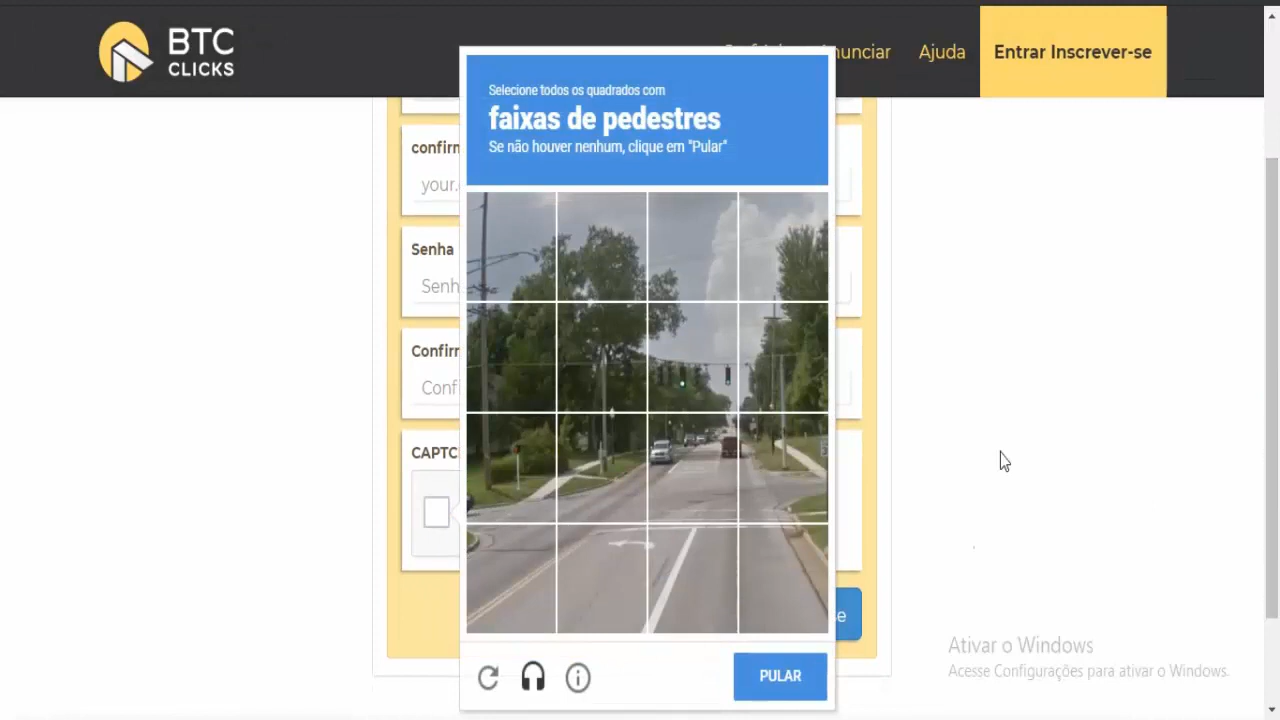 BTC
CLICKS
nunciar
Ajuda
Entrar Inscrever-se
Selecione todos os quadrados com
faixas de pedestres
Se não houver nenhum, clique em "Pular"
confirm
your.
Senha
Senh
Confirr
Conf
CAPTC
PULAR
e
Ativar o Windows
Acesse Configurações para ativar o Windows.